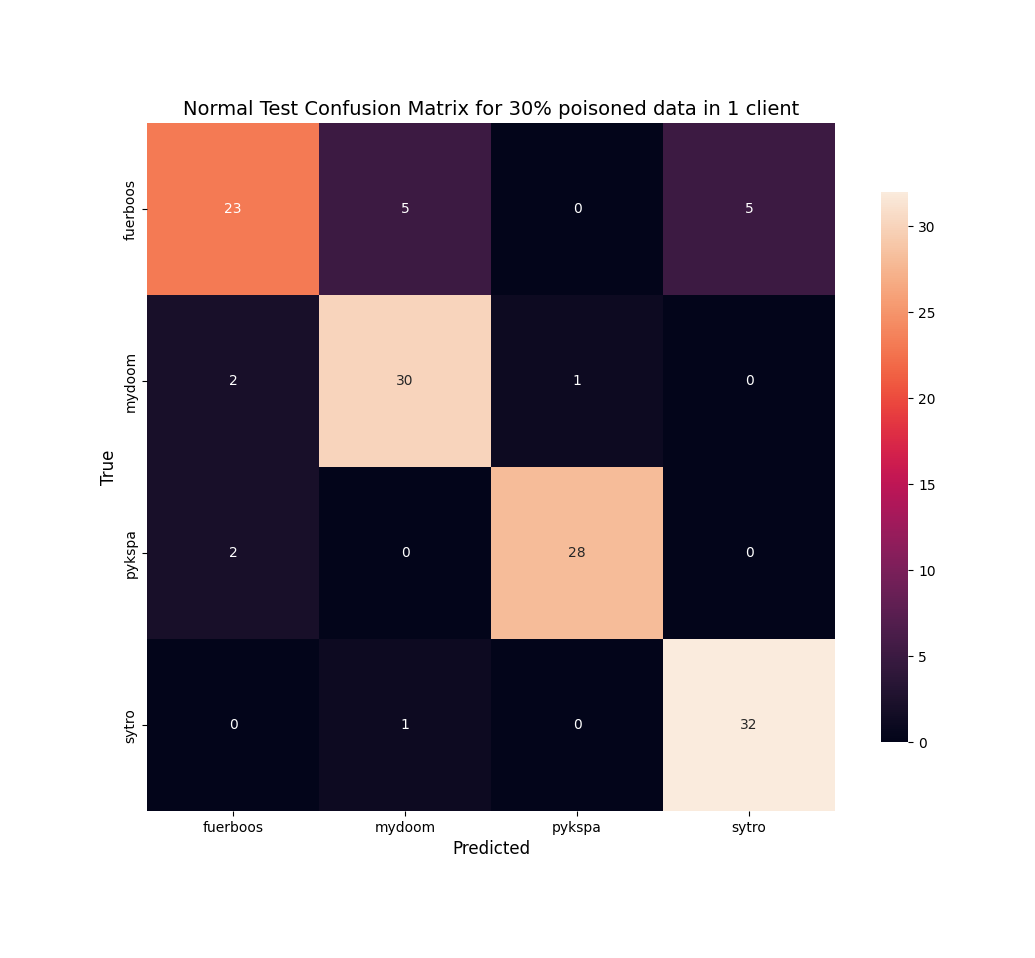 Normal Test Confusion Matrix for 30% poisoned data in 1 client
True
fuerboos
23 5 0 5
mydoom
2 30 1 0
pykspa
2 0 28 0
sytro
0 1 0 32
fuerboos mydoom pykspa sytro
Predicted
30
25
20
15
10
5
0